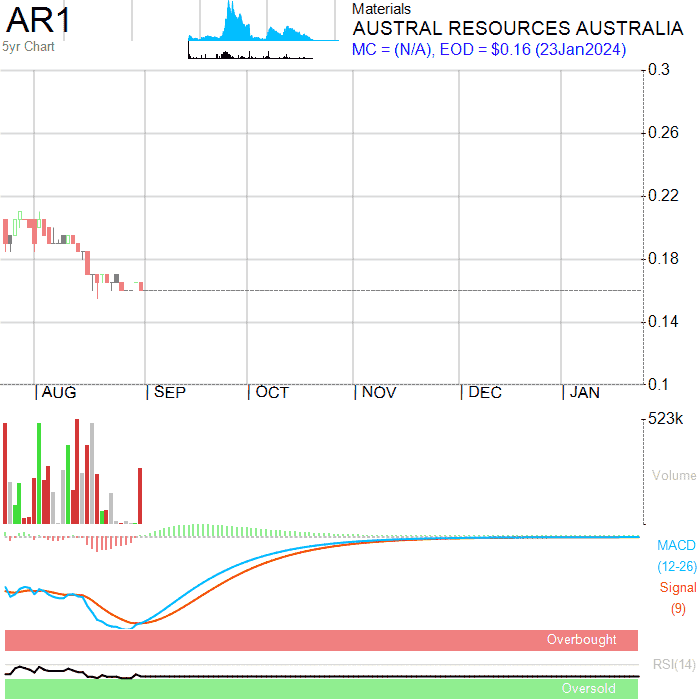 AR1
5yr Chart
Materials
AUSTRAL RESOURCES AUSTRALIA
MC = (N/A), EOD = $0.16 (23Jan2024)
0.3
0.26
0.22
0.18
0.14
0.1
AUG SEP OCT NOV DEC JAN
523k
Volume
MACD
(12-26)
Signal
(9)
Overbought
RSI(14)
Oversold